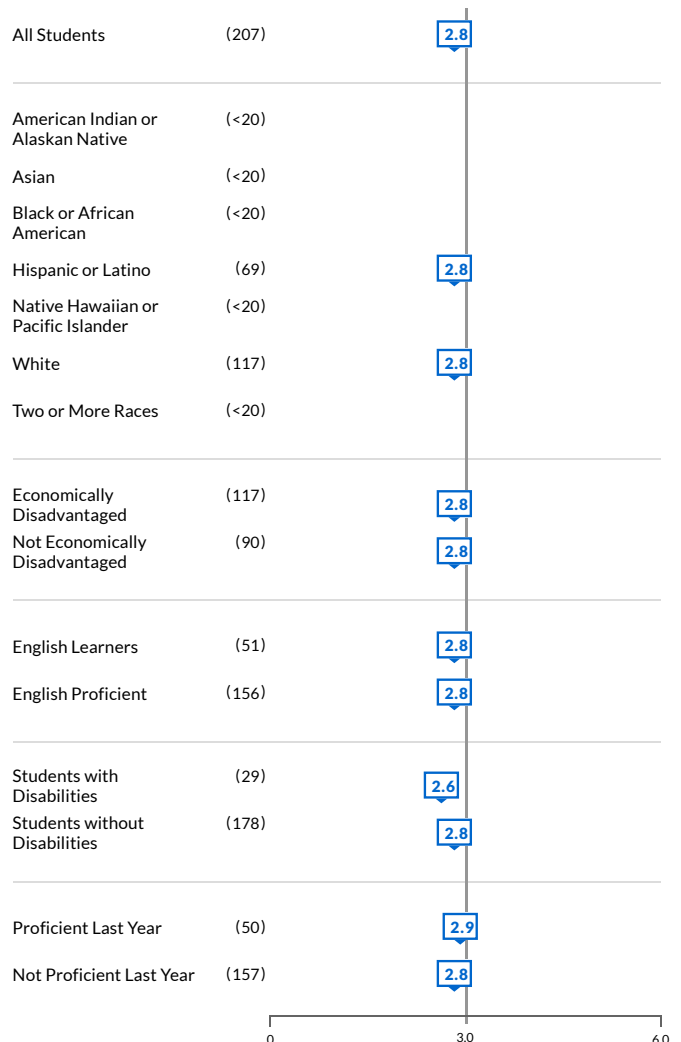 All Students (207) 2.8
American Indian or (<20)
Alaskan Native
Asian (<20)
Black or African (<20)
American
Hispanic or Latino (69) 2.8
Native Hawaiian or (<20)
Pacific Islander
White (117) 2.8
Two or More Races (<20)
Economically (117) 2.8
Disadvantaged
Not Economically (90) 2.8
Disadvantaged
English Learners (51) 2.8
English Proficient (156) 2.8
Students with (29) 2.6
Disabilities
Students without (178) 2.8
Disabilities
Proficient Last Year (50) 2.9
Not Proficient Last Year (157) 2.8
0 3.0 6.0